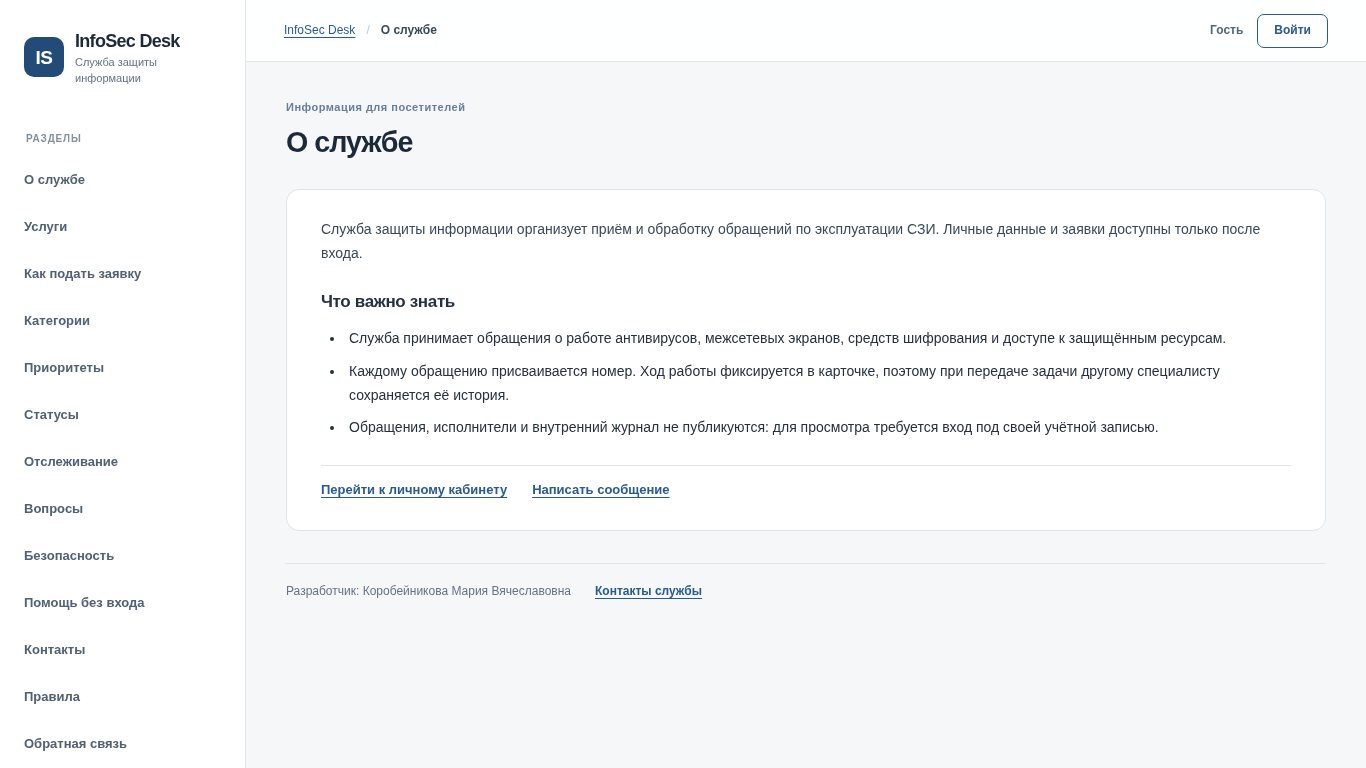 IS
InfoSec Desk
Служба защиты
информации
РАЗДЕЛЫ
О службе
Услуги
Как подать заявку
Категории
Приоритеты
Статусы
Отслеживание
Вопросы
Безопасность
Помощь без входа
Контакты
Правила
Обратная связь
InfoSec Desk / О службе
Гость Войти
Информация для посетителей
О службе
Служба защиты информации организует приём и обработку обращений по эксплуатации СЗИ. Личные данные и заявки доступны только после
входа.
Что важно знать
• Служба принимает обращения о работе антивирусов, межсетевых экранов, средств шифрования и доступе к защищённым ресурсам.
• Каждому обращению присваивается номер. Ход работы фиксируется в карточке, поэтому при передаче задачи другому специалисту
сохраняется её история.
• Обращения, исполнители и внутренний журнал не публикуются: для просмотра требуется вход под своей учётной записью.
Перейти к личному кабинету Написать сообщение
Разработчик: Коробейникова Мария Вячеславовна Контакты службы